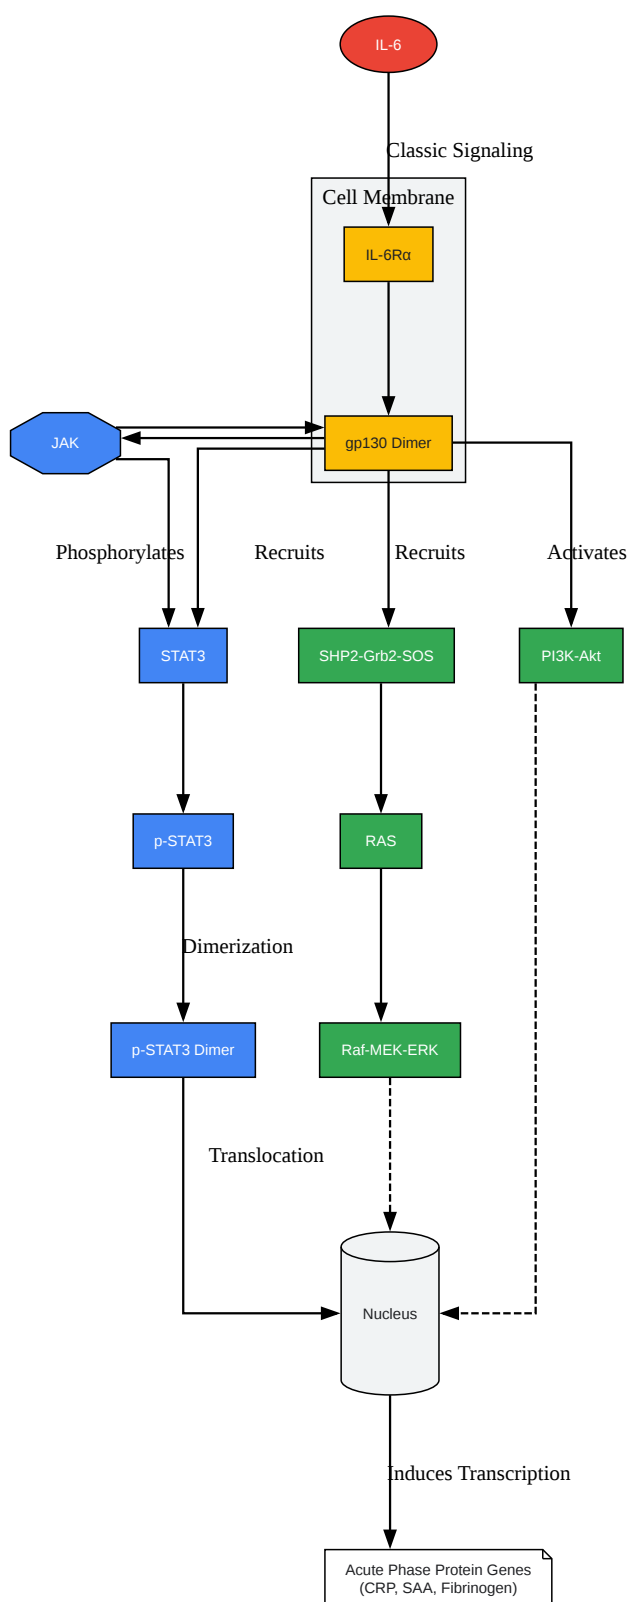 IL-6
Classic Signaling
Cell Membrane
IL-6Rα
JAK
gp130 Dimer
Phosphorylates
Recruits
Recruits
Activates
STAT3
SHP2-Grb2-SOS
PI3K-Akt
p-STAT3
RAS
Dimerization
p-STAT3 Dimer
Raf-MEK-ERK
Translocation
Nucleus
Induces Transcription
Acute Phase Protein Genes
(CRP, SAA, Fibrinogen)